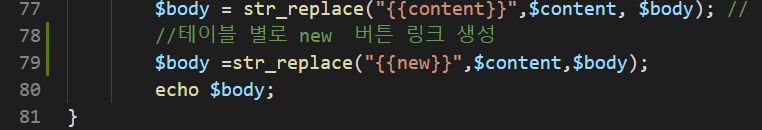 77 $body = str_replace("{{content}}",$content, $body); //
78 //테이블 별로 new  버튼 링크 생성
79 $body =str_replace("{{new}}",$content,$body);
80 echo $body;
81 }